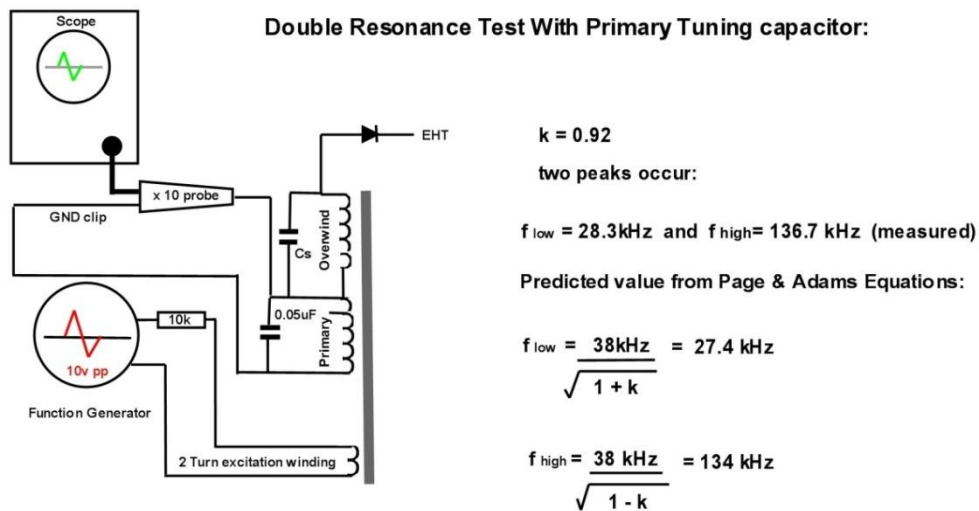 Double Resonance Test With Primary Tuning capacitor:
Scope
EHT
x 10 probe
GND clip
Cs
Overwind
0.05uF
Primary
10k
10v pp
Function Generator
2 Turn excitation winding
k = 0.92
two peaks occur:
f low = 28.3kHz and f high= 136.7 kHz (measured)
Predicted value from Page & Adams Equations:
f low = 38kHz / √ 1 + k = 27.4 kHz
f high = 38 kHz / √ 1 - k = 134 kHz